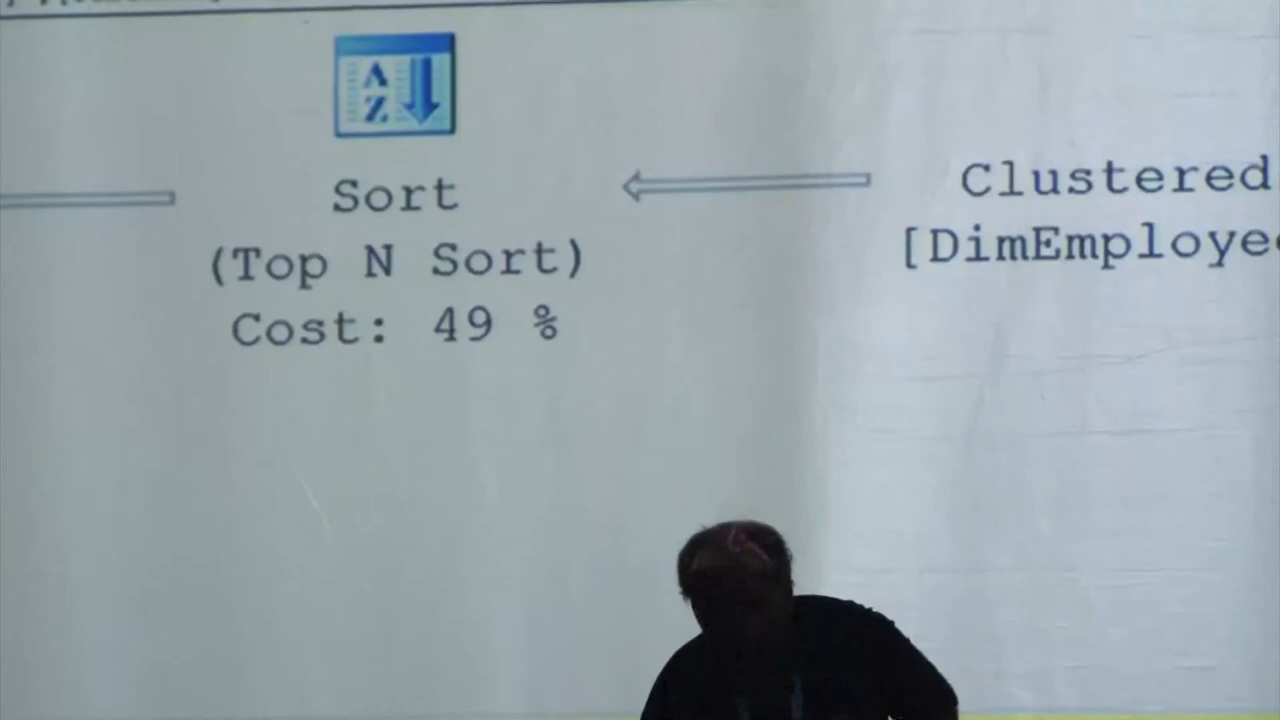 A
Z
Sort
(Top N Sort)
Cost: 49 %
Clustered
[DimEmploye